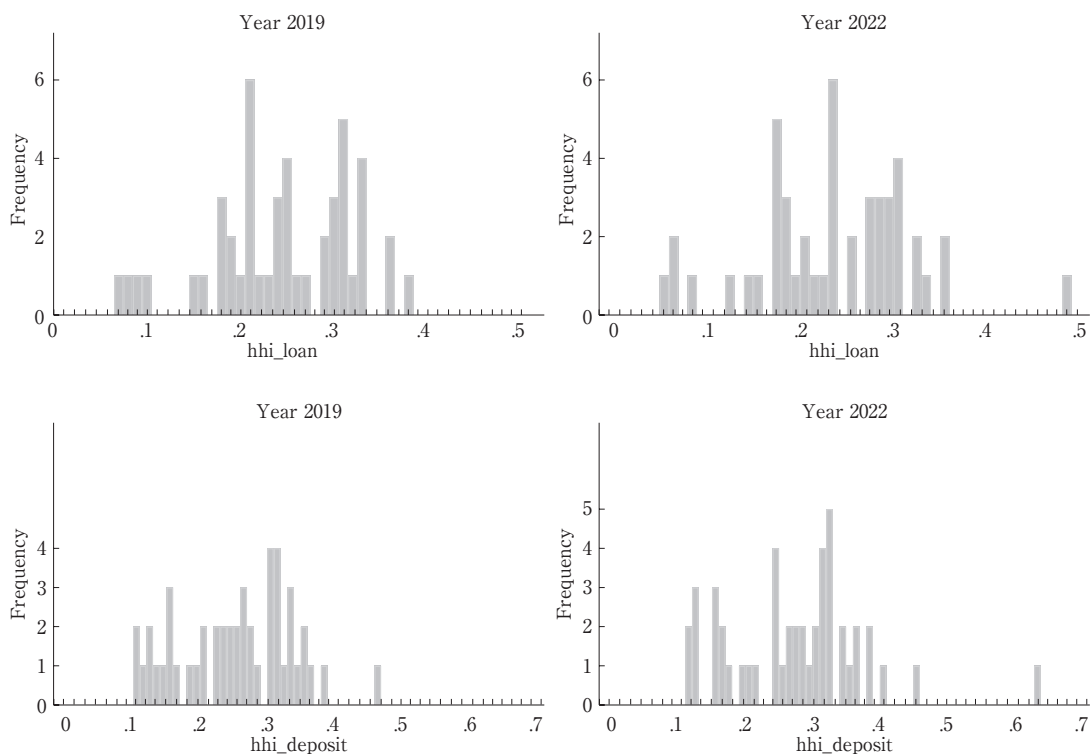 Year 2019
Frequency
6
4
2
0
0 .1 .2 .3 .4 .5
hhi_loan
Year 2022
Frequency
6
4
2
0
0 .1 .2 .3 .4 .5
hhi_loan
Year 2019
Frequency
4
3
2
1
0
0 .1 .2 .3 .4 .5 .6 .7
hhi_deposit
Year 2022
Frequency
5
4
3
2
1
0
0 .1 .2 .3 .4 .5 .6 .7
hhi_deposit